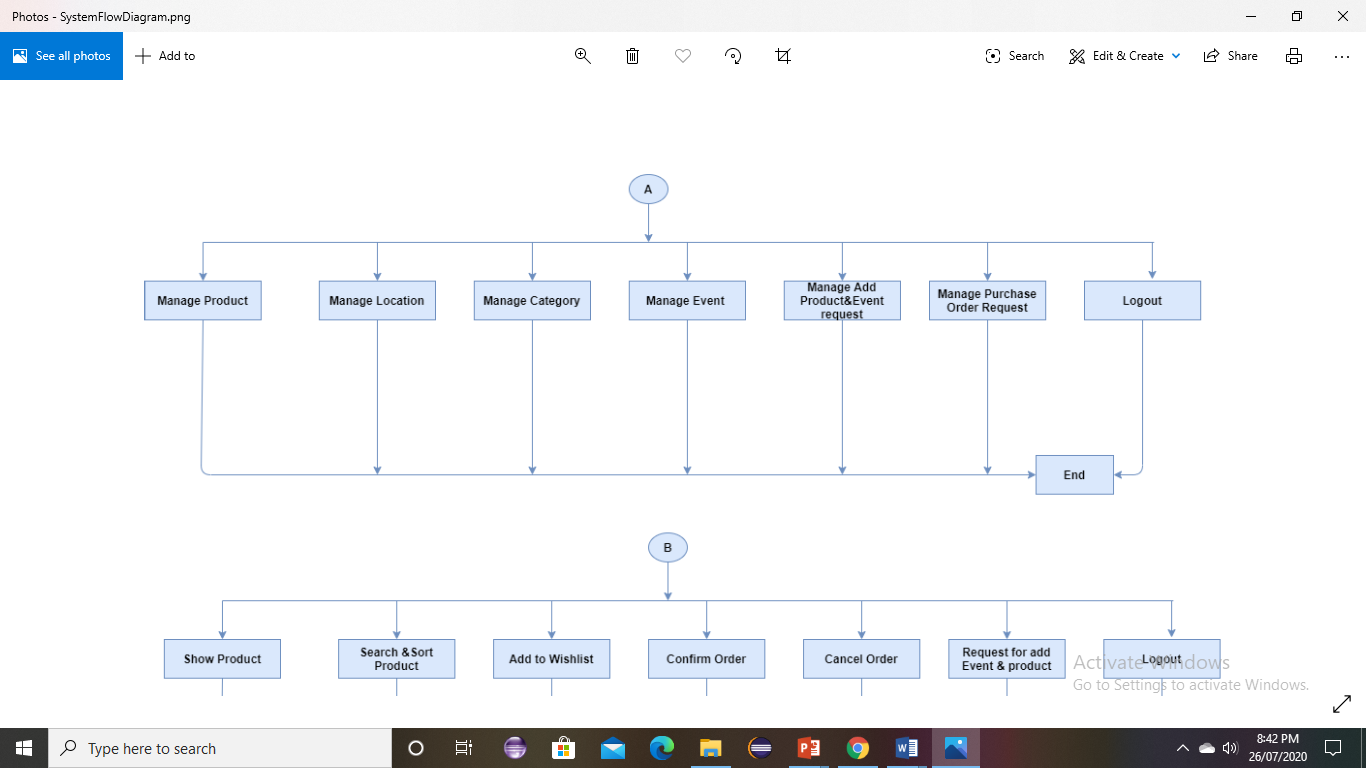 Photos - SystemFlowDiagram.png
See all photos
Add to
Search
Edit & Create
Share
A
Manage Product
Manage Location
Manage Category
Manage Event
Manage Add
Product&Event
request
Manage Purchase
Order Request
Logout
End
B
Show Product
Search &Sort
Product
Add to Wishlist
Confirm Order
Cancel Order
Request for add
Event & product
Logout
Activate Windows
Go to Settings to activate Windows.
Type here to search
8:42 PM
26/07/2020